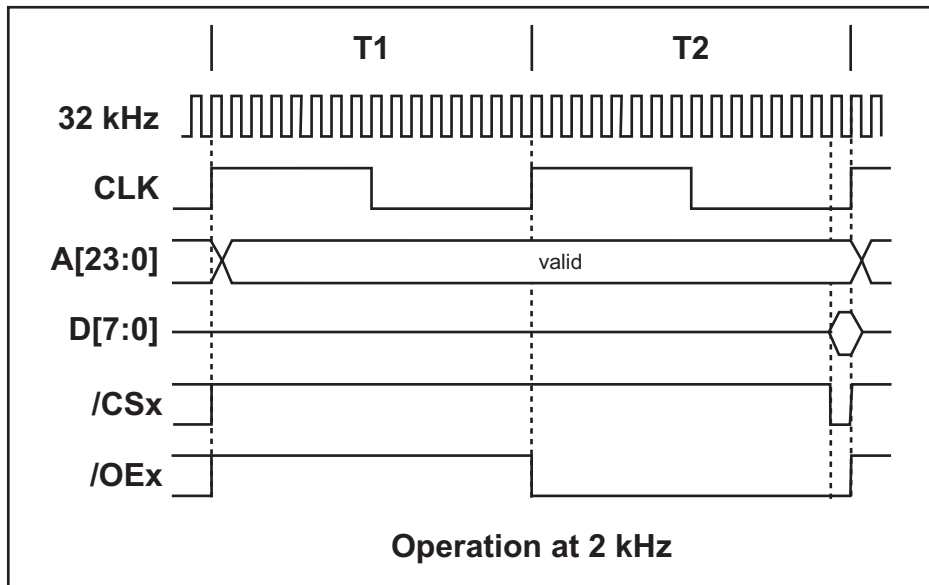 T1 T2
32 kHz
CLK
A[23:0] valid
D[7:0]
/CSx
/OEx
Operation at 2 kHz